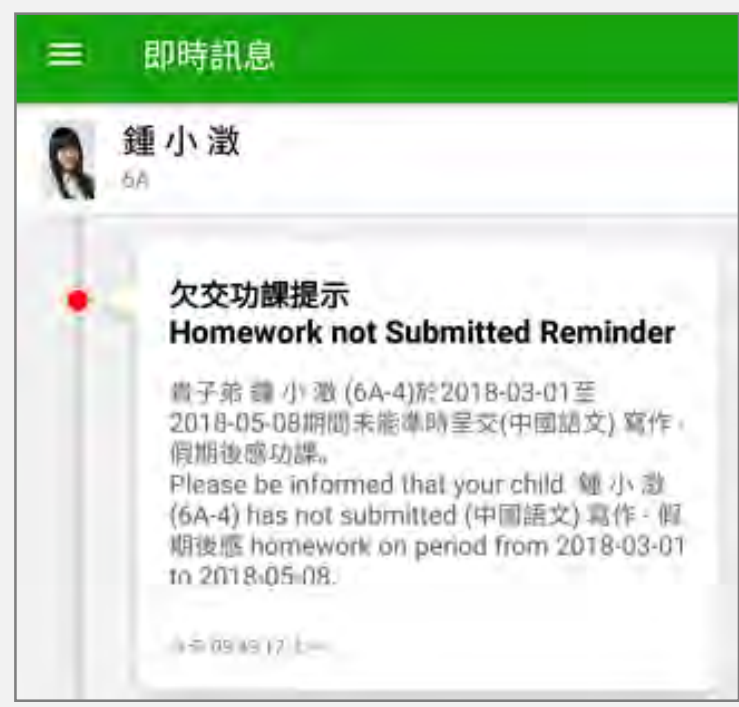 即時訊息
鍾 小 澂
6A
欠交功課提示
Homework not Submitted Reminder
貴子弟 鍾 小 澂 (6A-4)於2018-03-01至
2018-05-08期間未能準時呈交(中國語文) 寫作 -
假期後感功課。
Please be informed that your child 鍾 小 澂
(6A-4) has not submitted (中國語文) 寫作 - 假
期後感 homework on period from 2018-03-01
to 2018-05-08.